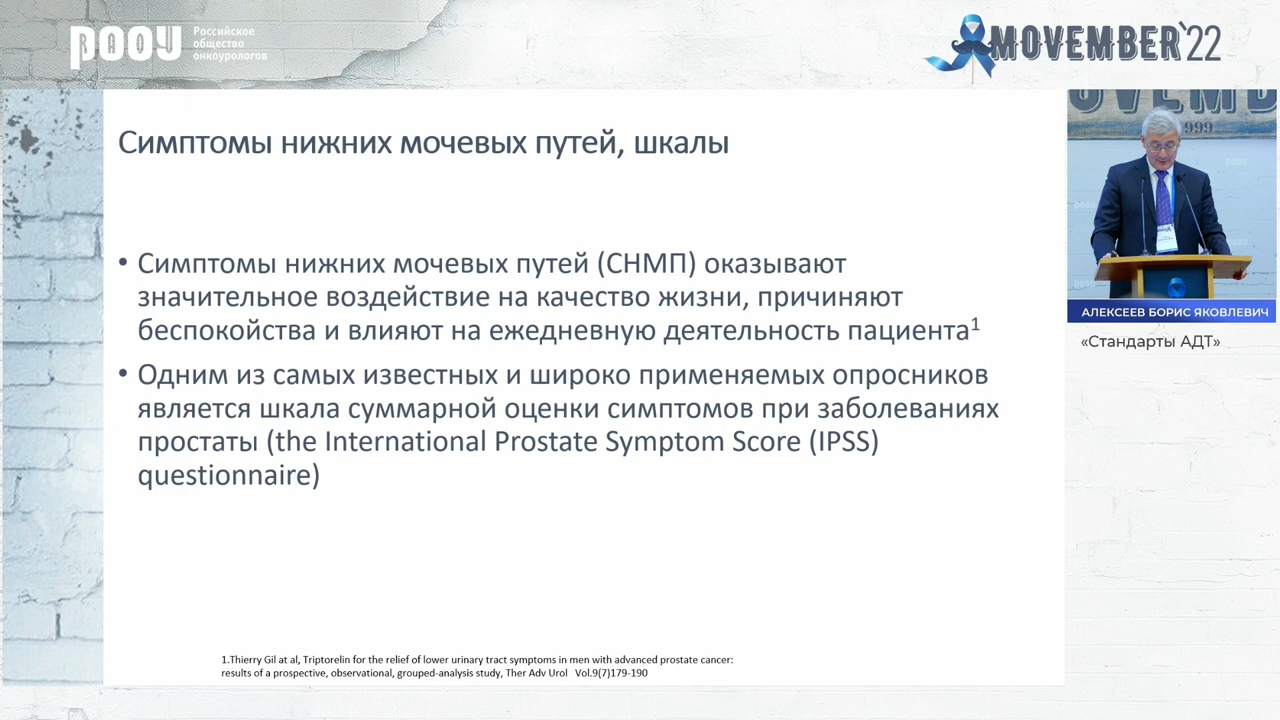 РООУ
Российское
общество
онкоурологов
MOVEMBER'22
Симптомы нижних мочевых путей, шкалы
• Симптомы нижних мочевых путей (СНМП) оказывают
значительное воздействие на качество жизни, причиняют
беспокойства и влияют на ежедневную деятельность пациента1
• Одним из самых известных и широко применяемых опросников
является шкала суммарной оценки симптомов при заболеваниях
простаты (the International Prostate Symptom Score (IPSS)
questionnaire)
1.Thierry Gil at al, Triptorelin for the relief of lower urinary tract symptoms in men with advanced prostate cancer:
results of a prospective, observational, grouped-analysis study, Ther Adv Urol Vol.9(7)179-190
OVEMB
999
АЛЕКСЕЕВ БОРИС ЯКОВЛЕВИЧ
«Стандарты АДТ»